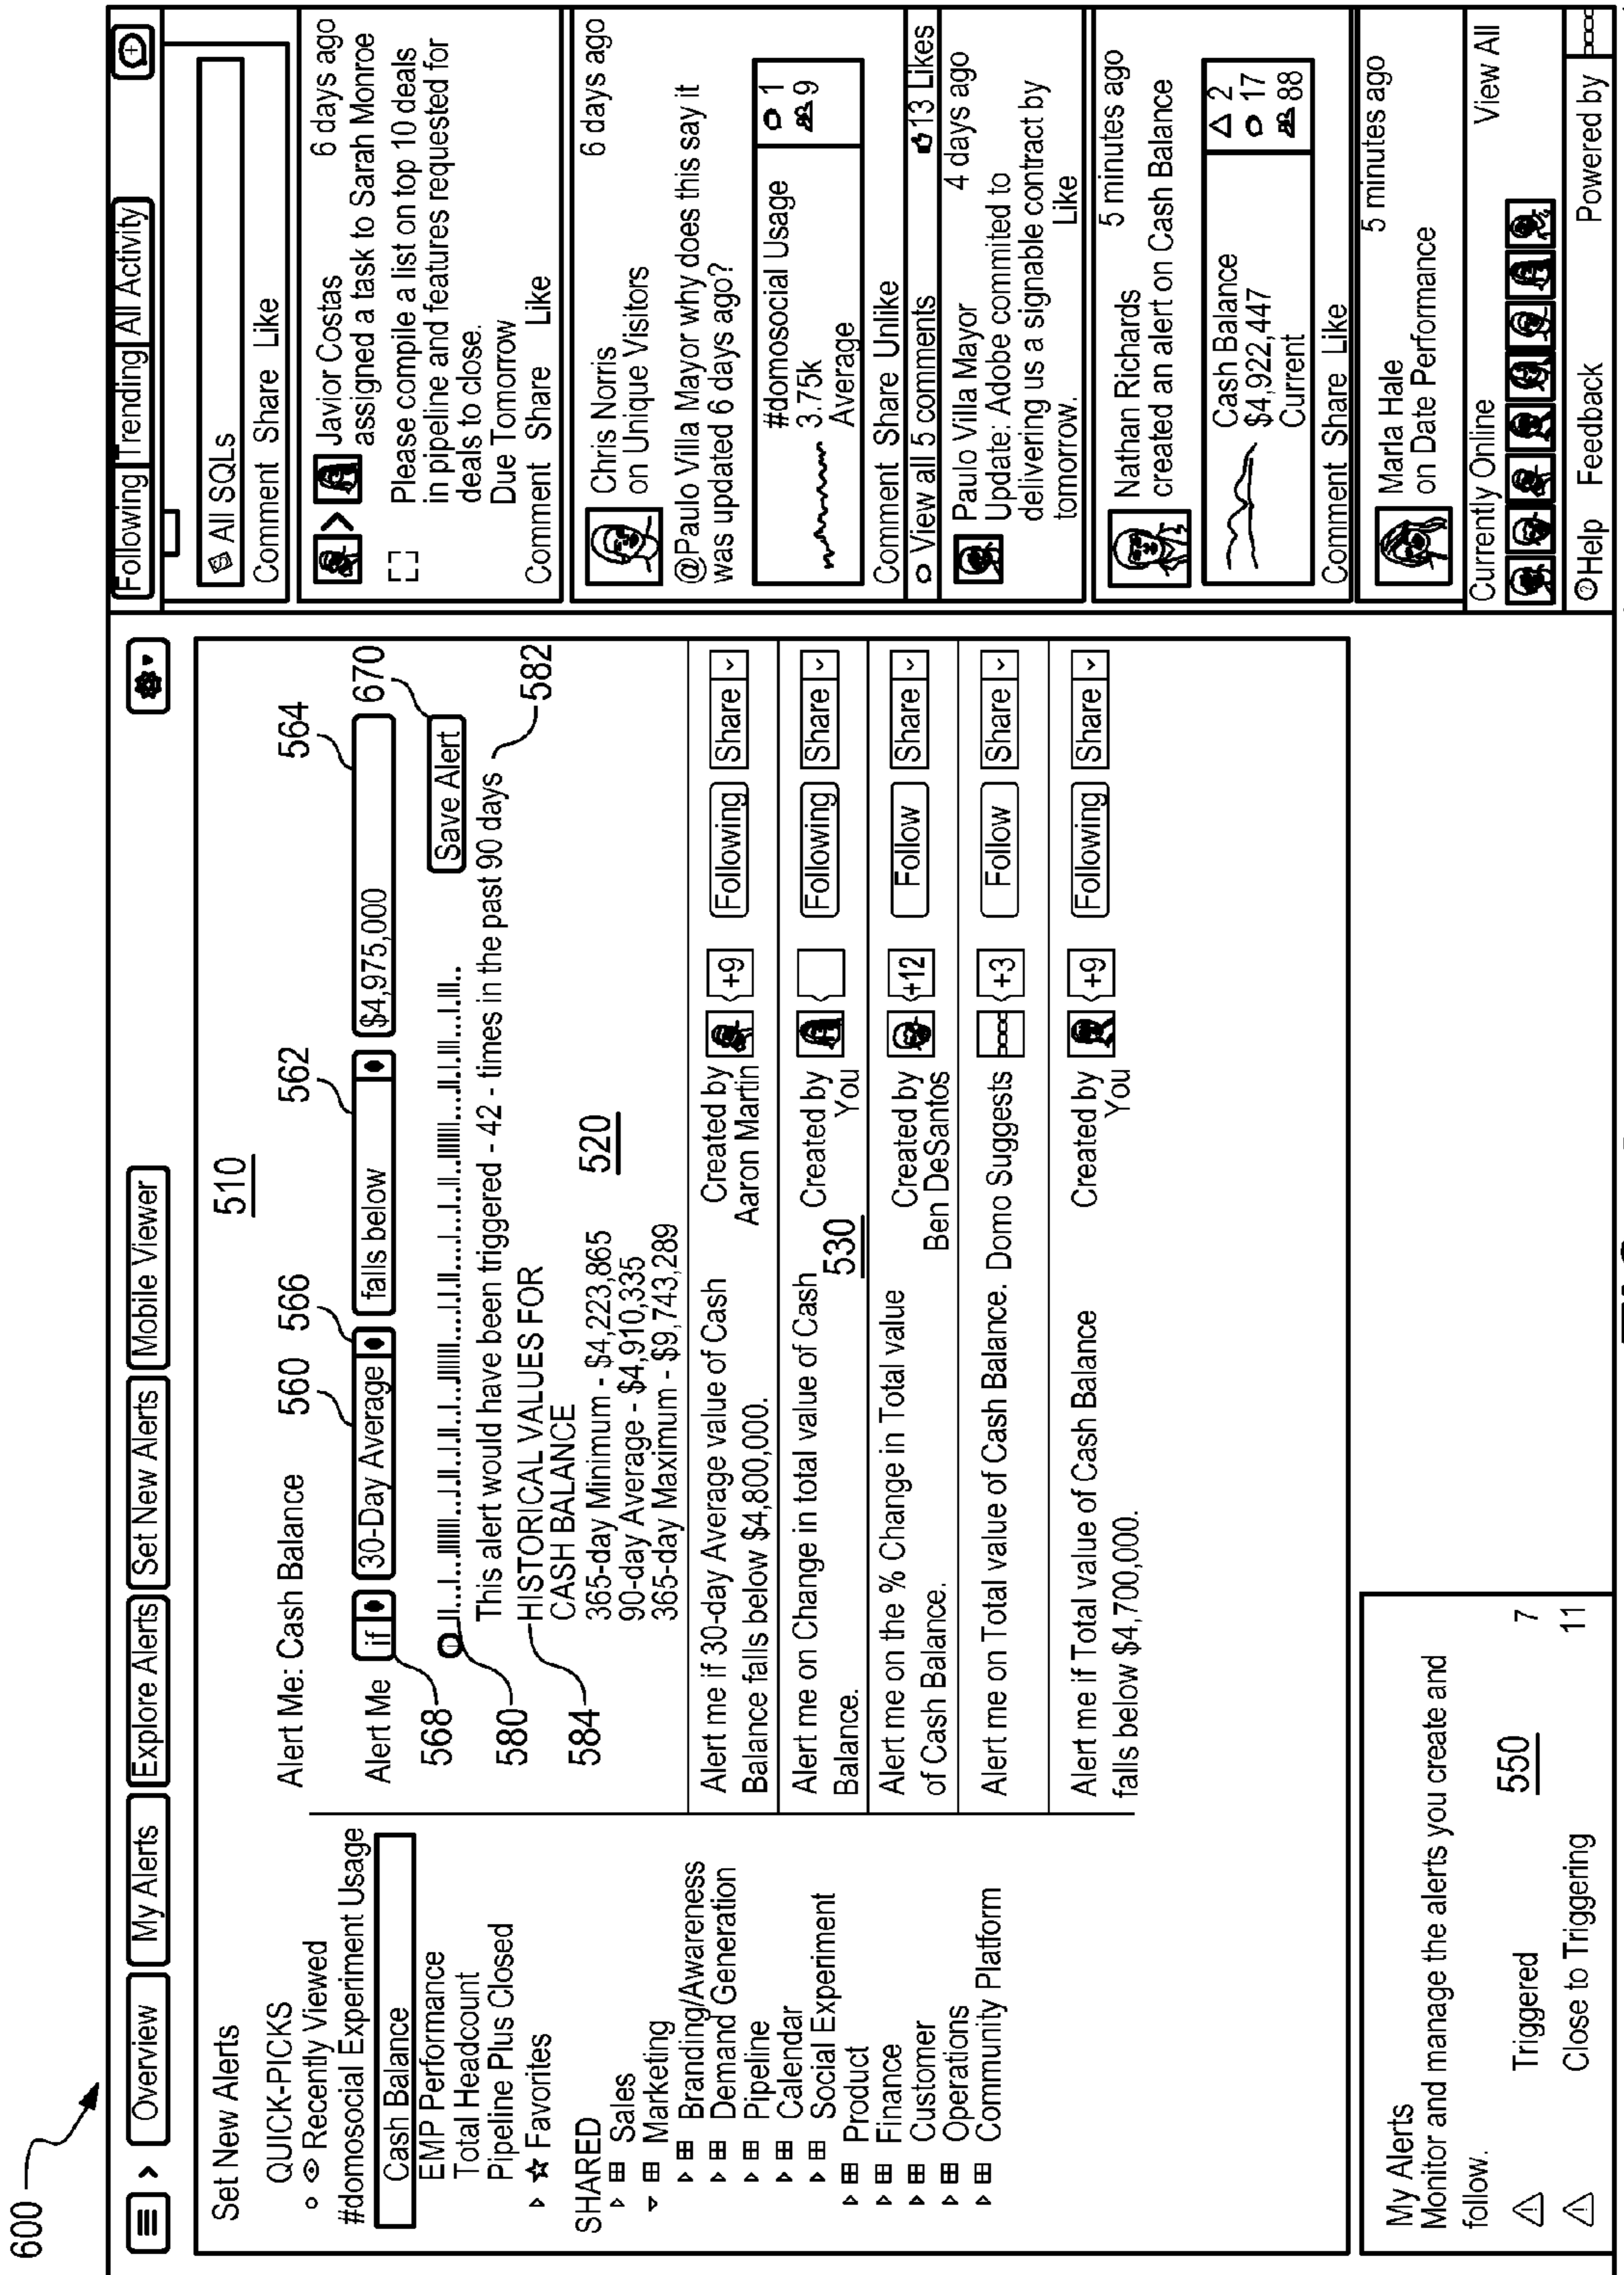 600
Overview
My Alerts
Explore Alerts
Set New Alerts
Mobile Viewer
Set New Alerts
QUICK-PICKS
Recently Viewed
#domosocial Experiment Usage
Cash Balance
EMP Performance
Total Headcount
Pipeline Plus Closed
Favorites
SHARED
Sales
Marketing
Branding/Awareness
Demand Generation
Pipeline
Calendar
Social Experiment
Product
Finance
Customer
Operations
Community Platform
510
Alert Me: Cash Balance
560 566 562 564
Alert Me if 30-Day Average falls below $4,975,000
670
568
Save Alert
580
This alert would have been triggered - 42 - times in the past 90 days
582
584
HISTORICAL VALUES FOR
CASH BALANCE
520
365-day Minimum - $4,223,865
90-day Average - $4,910,335
365-day Maximum - $9,743,289
Alert me if 30-day Average value of Cash
Balance falls below $4,800,000.
Created by
Aaron Martin
+9
Following
Share
Alert me on Change in total value of Cash
Balance.
530
Created by
You
Following
Share
Alert me on the % Change in Total value
of Cash Balance.
Created by
Ben DeSantos
+12
Follow
Share
Alert me on Total value of Cash Balance.
Domo Suggests
+3
Follow
Share
Alert me if Total value of Cash Balance
falls below $4,700,000.
Created by
You
+9
Following
Share
My Alerts
Monitor and manage the alerts you create and
follow.
550
Triggered 7
Close to Triggering 11
Following
Trending
All Activity
All SQLs
Comment Share Like
Javior Costas 6 days ago
assigned a task to Sarah Monroe
Please compile a list on top 10 deals
in pipeline and features requested for
deals to close.
Due Tomorrow
Comment Share Like
Chris Norris 6 days ago
on Unique Visitors
@Paulo Villa Mayor why does this say it
was updated 6 days ago?
#domosocial Usage
3.75k
Average
1
9
Comment Share Unlike
View all 5 comments 13 Likes
Paulo Villa Mayor 4 days ago
Update: Adobe commited to
delivering us a signable contract by
tomorrow. Like
Nathan Richards 5 minutes ago
created an alert on Cash Balance
Cash Balance
$4,922,447
Current
2
17
88
Comment Share Like
Marla Hale 5 minutes ago
on Date Performance
Currently Online View All
Help Feedback Powered by